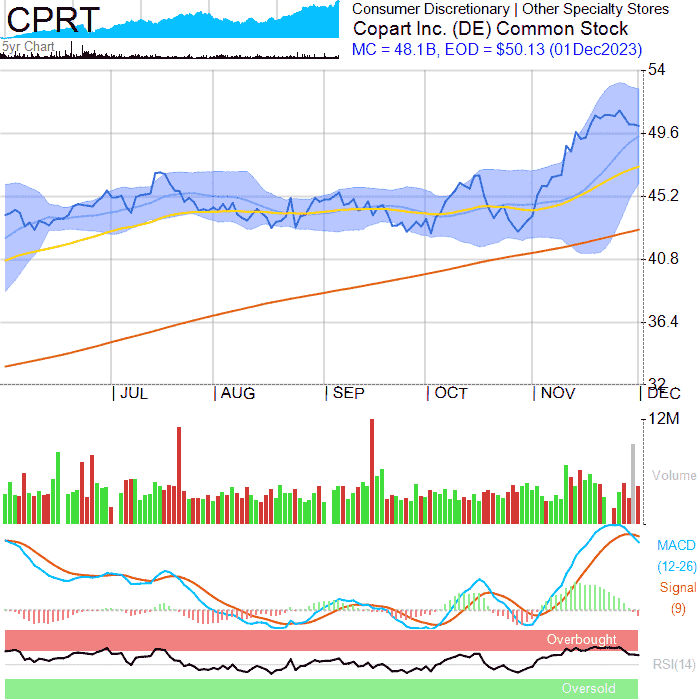 CPRT
Consumer Discretionary | Other Specialty Stores
Copart Inc. (DE) Common Stock
5yr Chart
MC = 48.1B, EOD = $50.13 (01Dec2023)
54
49.6
45.2
40.8
36.4
32
JUL AUG SEP OCT NOV DEC
12M
Volume
MACD
(12-26)
Signal
(9)
Overbought
RSI(14)
Oversold